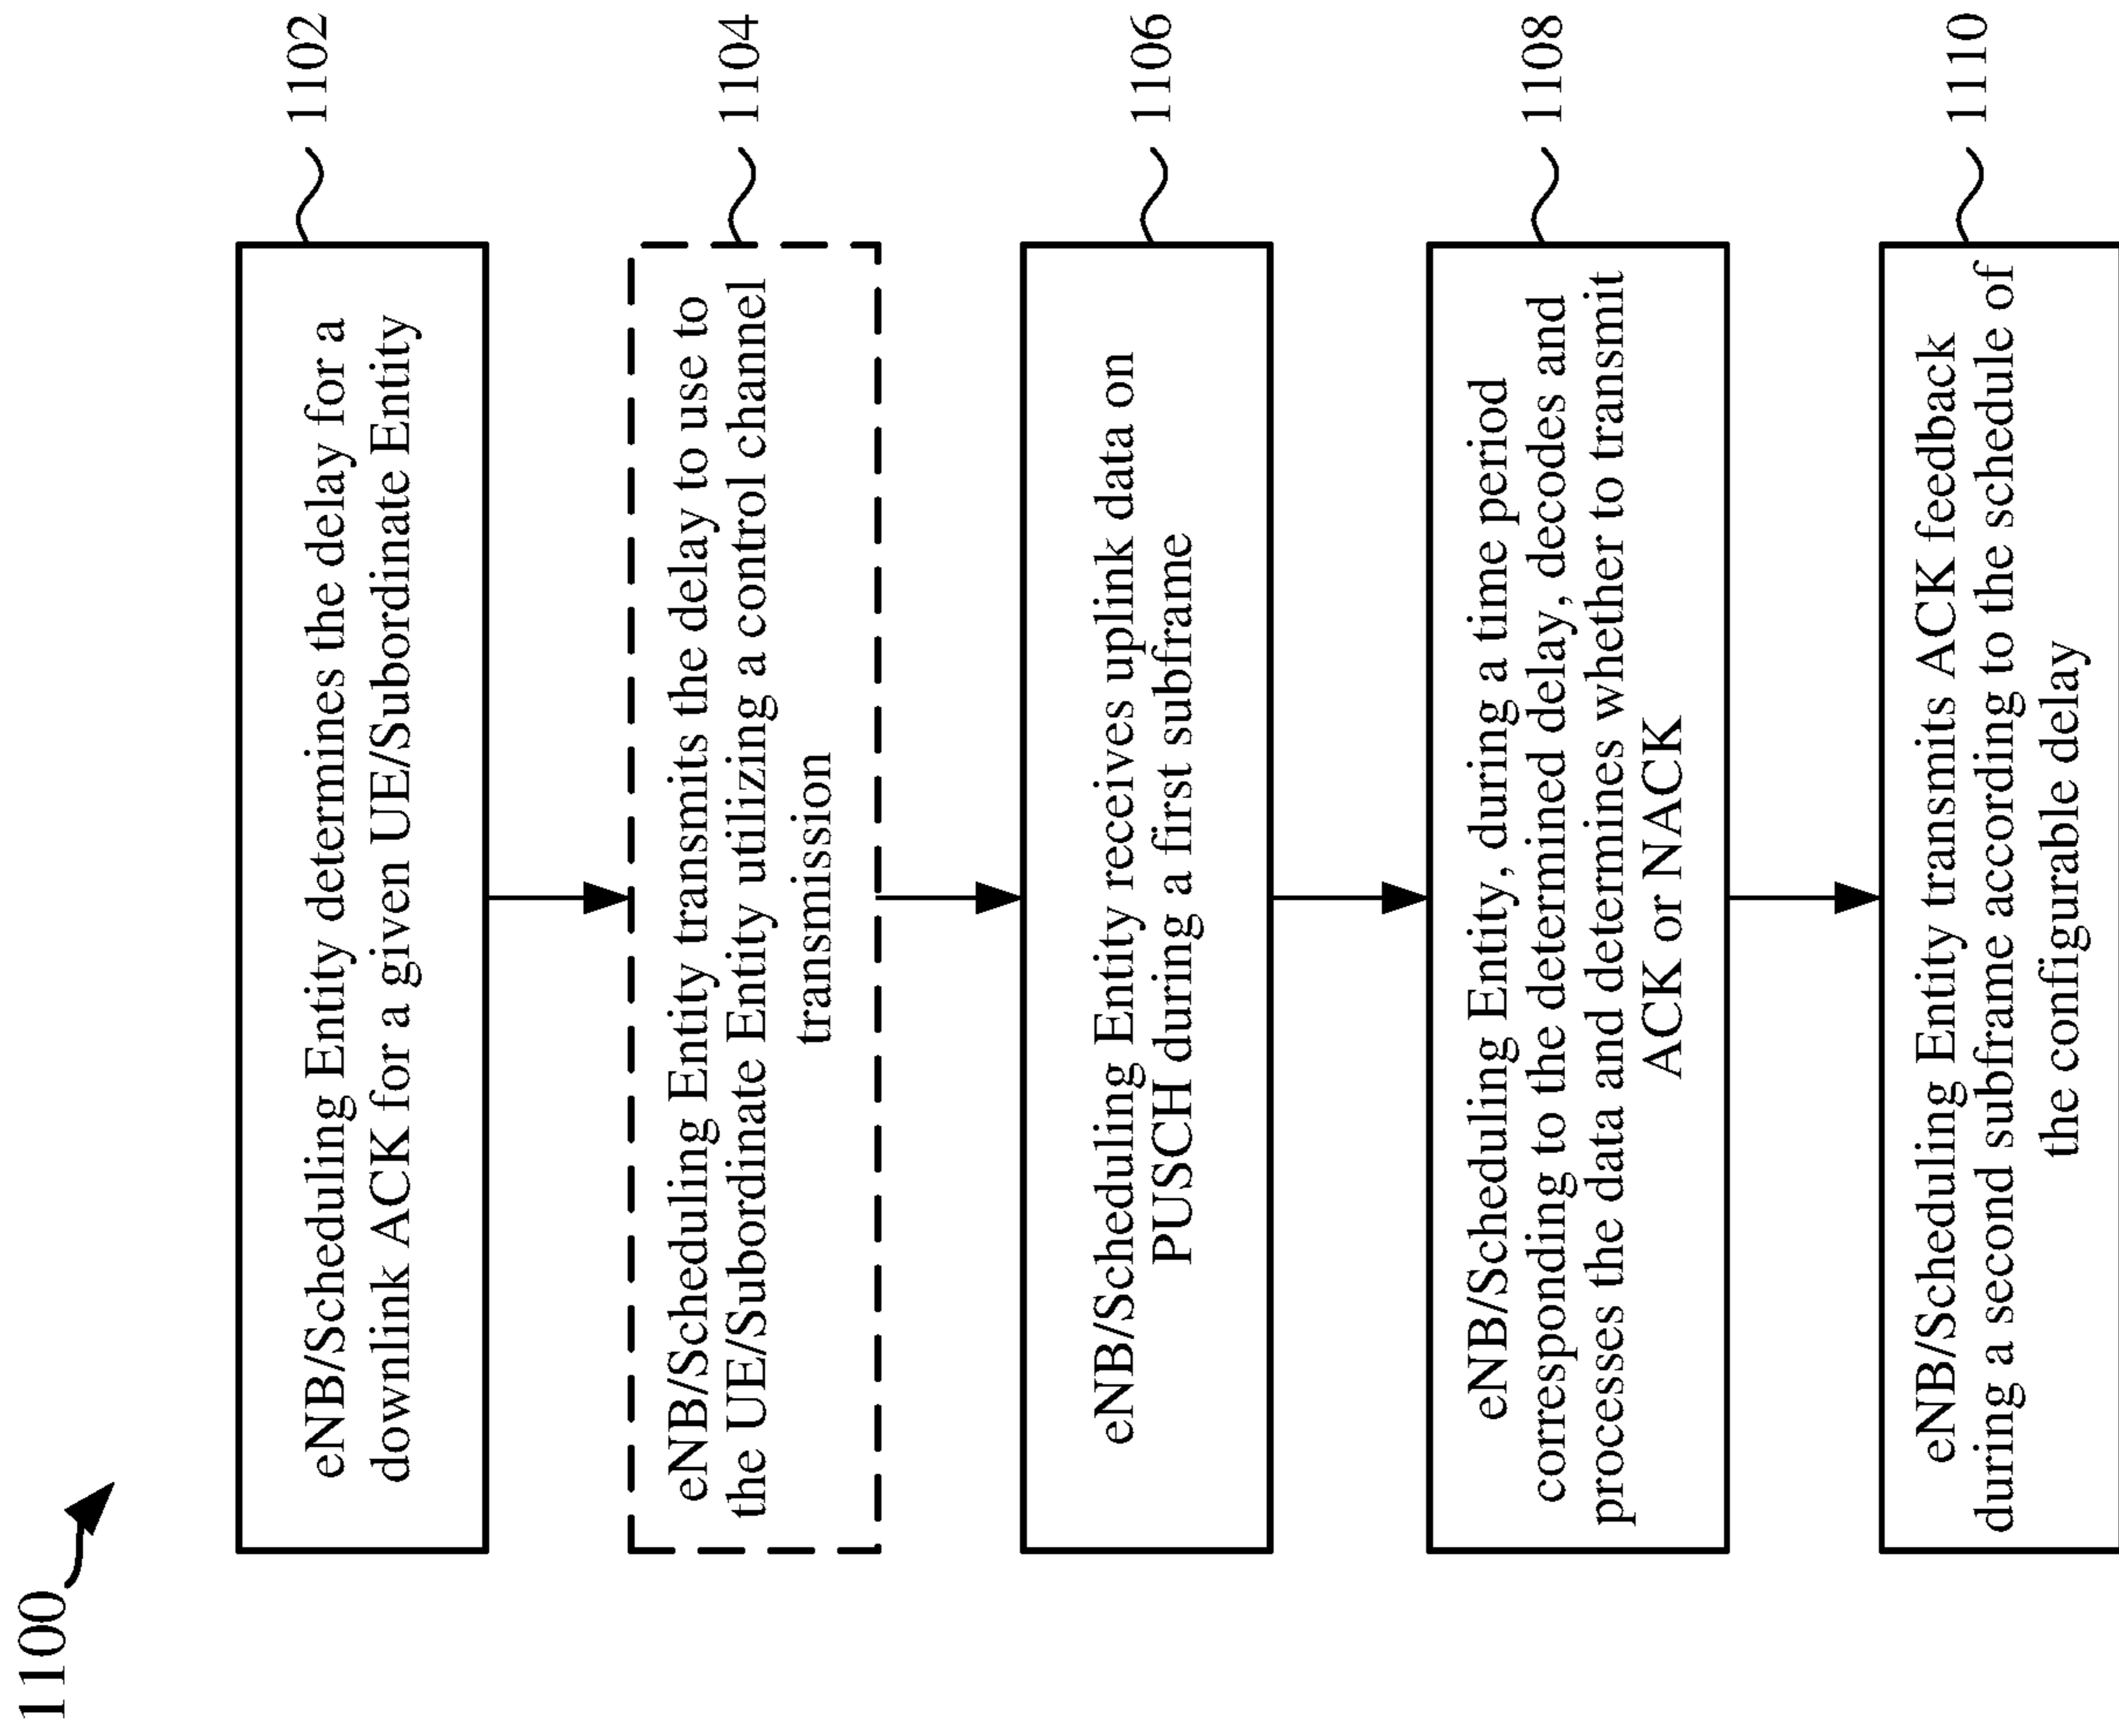 1100
eNB/Scheduling Entity determines the delay for a
downlink ACK for a given UE/Subordinate Entity
1102
eNB/Scheduling Entity transmits the delay to use to
the UE/Subordinate Entity utilizing a control channel
transmission
1104
eNB/Scheduling Entity receives uplink data on
PUSCH during a first subframe
1106
eNB/Scheduling Entity, during a time period
corresponding to the determined delay, decodes and
processes the data and determines whether to transmit
ACK or NACK
1108
eNB/Scheduling Entity transmits ACK feedback
during a second subframe according to the schedule of
the configurable delay
1110